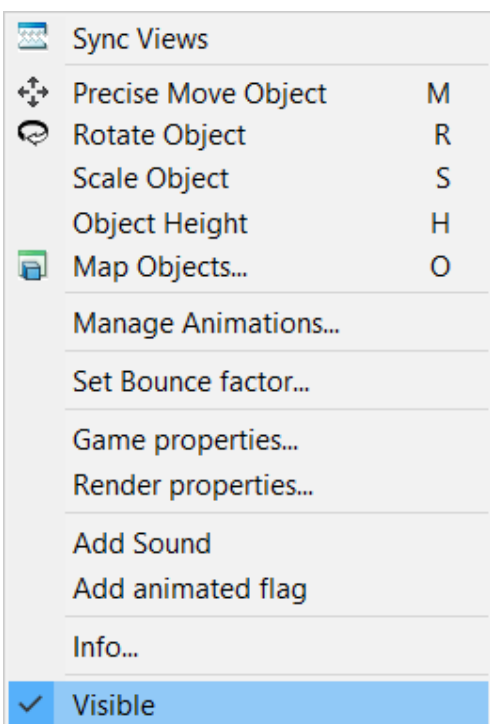 Sync Views
Precise Move Object M
Rotate Object R
Scale Object S
Object Height H
Map Objects... O
Manage Animations...
Set Bounce factor...
Game properties...
Render properties...
Add Sound
Add animated flag
Info...
Visible